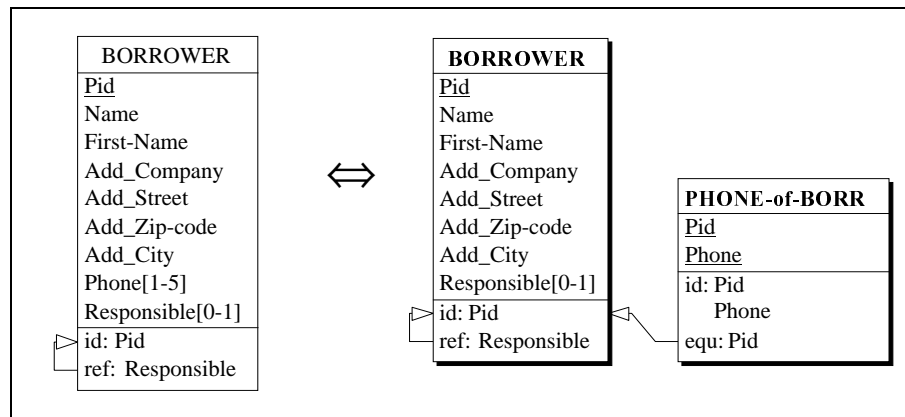 BORROWER
Pid
Name
First-Name
Add_Company
Add_Street
Add_Zip-code
Add_City
Phone[1-5]
Responsible[0-1]
id: Pid
ref: Responsible
⇔
BORROWER
Pid
Name
First-Name
Add_Company
Add_Street
Add_Zip-code
Add_City
Responsible[0-1]
id: Pid
ref: Responsible
PHONE-of-BORR
Pid
Phone
id: Pid
Phone
equ: Pid